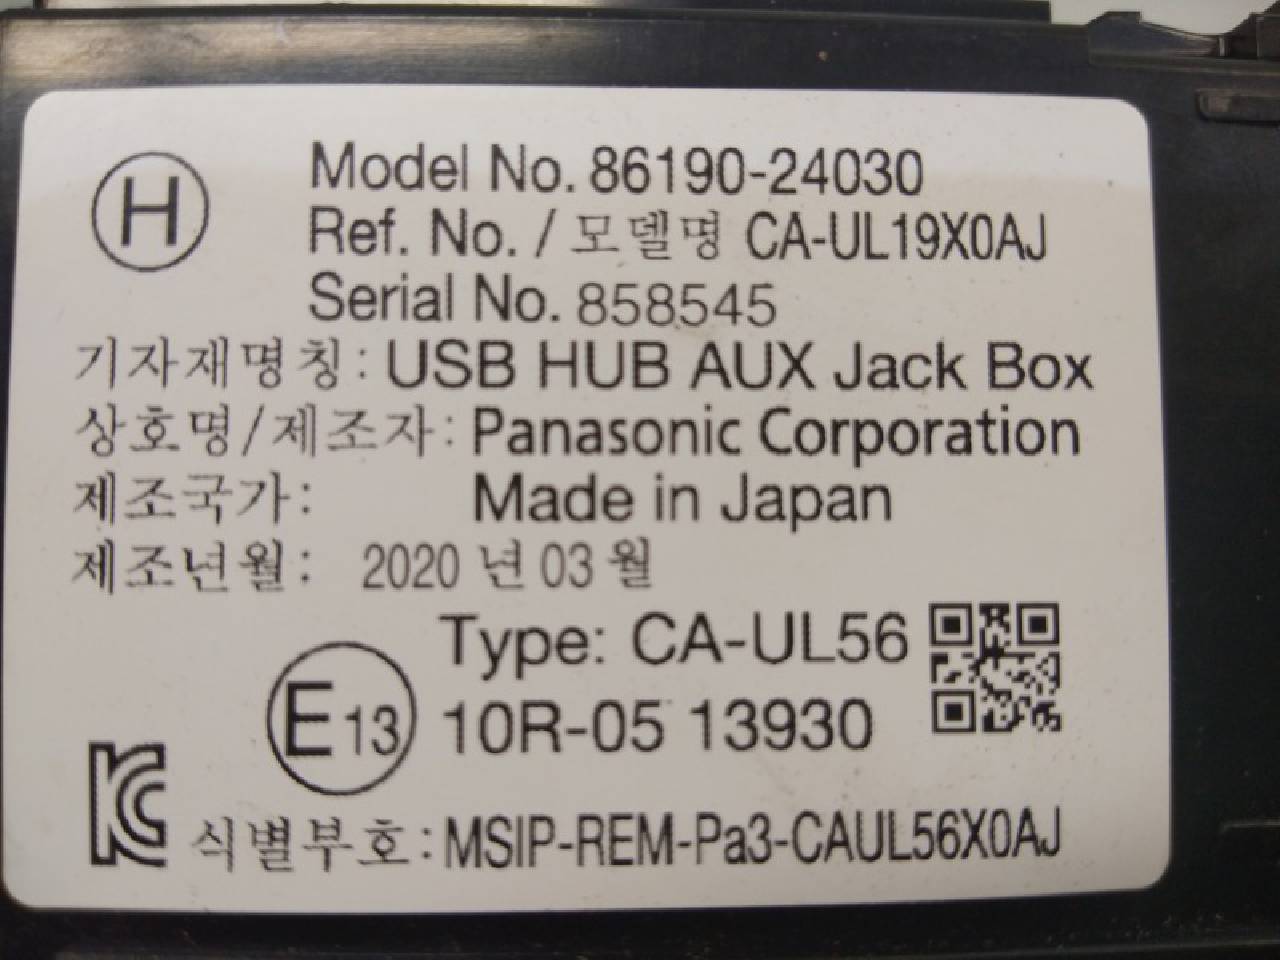 H
Model No. 86190-24030
Ref. No. / 모델명 CA-UL19X0AJ
Serial No. 858545
기자재명칭: USB HUB AUX Jack Box
상호명/제조자: Panasonic Corporation
제조국가: Made in Japan
제조년월: 2020 년 03 월
Type: CA-UL56
E13 10R-05 13930
식별부호: MSIP-REM-Pa3-CAUL56X0AJ